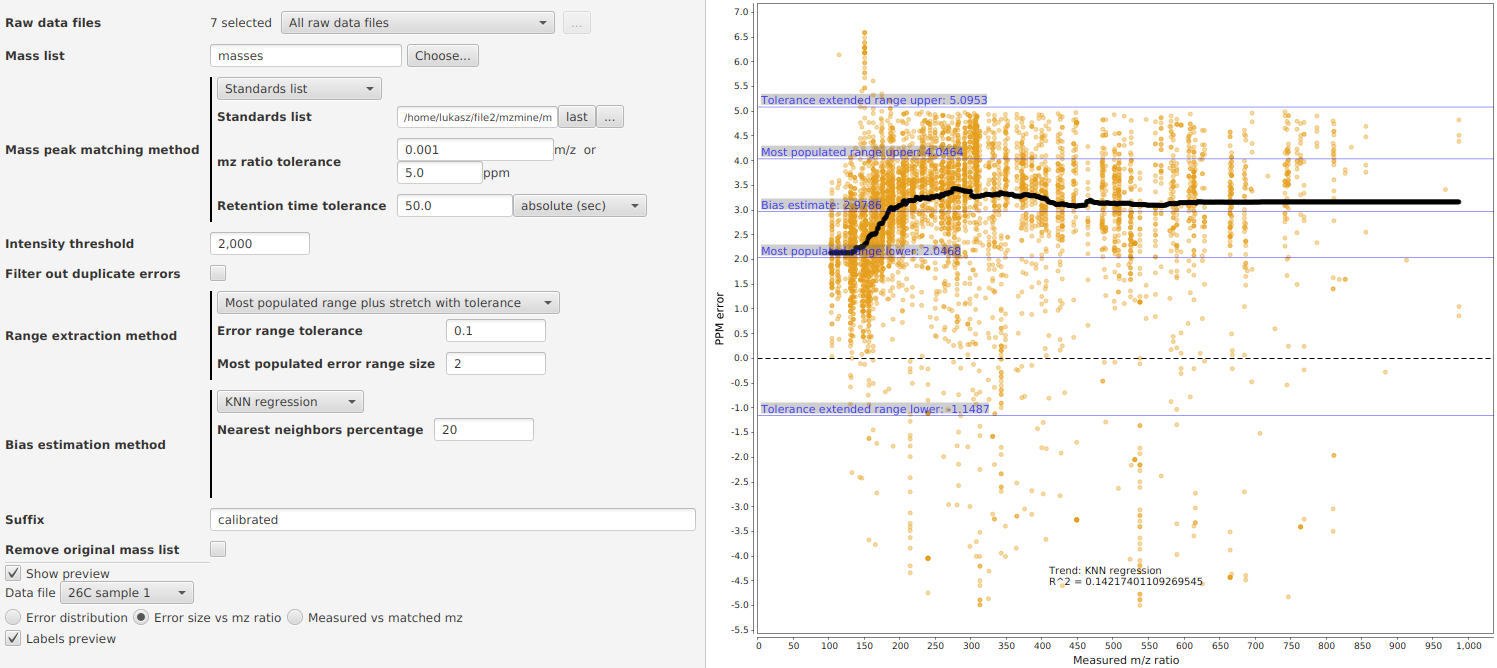 Raw data files 7 selected All raw data files ...
Mass list masses Choose...
Mass peak matching method
Standards list
Standards list /home/lukasz/file2/mzmine/m last ...
mz ratio tolerance 0.001 m/z or
5.0 ppm
Retention time tolerance 50.0 absolute (sec)
Intensity threshold 2,000
Filter out duplicate errors
Range extraction method
Most populated range plus stretch with tolerance
Error range tolerance 0.1
Most populated error range size 2
Bias estimation method
KNN regression
Nearest neighbors percentage 20
Suffix calibrated
Remove original mass list
Show preview
Data file 26C sample 1
Error distribution Error size vs mz ratio Measured vs matched mz
Labels preview
PPM error
7.0
6.5
6.0
5.5
5.0
4.5
4.0
3.5
3.0
2.5
2.0
1.5
1.0
0.5
0.0
-0.5
-1.0
-1.5
-2.0
-2.5
-3.0
-3.5
-4.0
-4.5
-5.0
-5.5
Tolerance extended range upper: 5.0953
Most populated range upper: 4.0464
Bias estimate: 2.9786
Most populated range lower: 2.0468
Tolerance extended range lower: -1.1487
Trend: KNN regression
R^2 = 0.14217401109269545
0 50 100 150 200 250 300 350 400 450 500 550 600 650 700 750 800 850 900 950 1,000
Measured m/z ratio